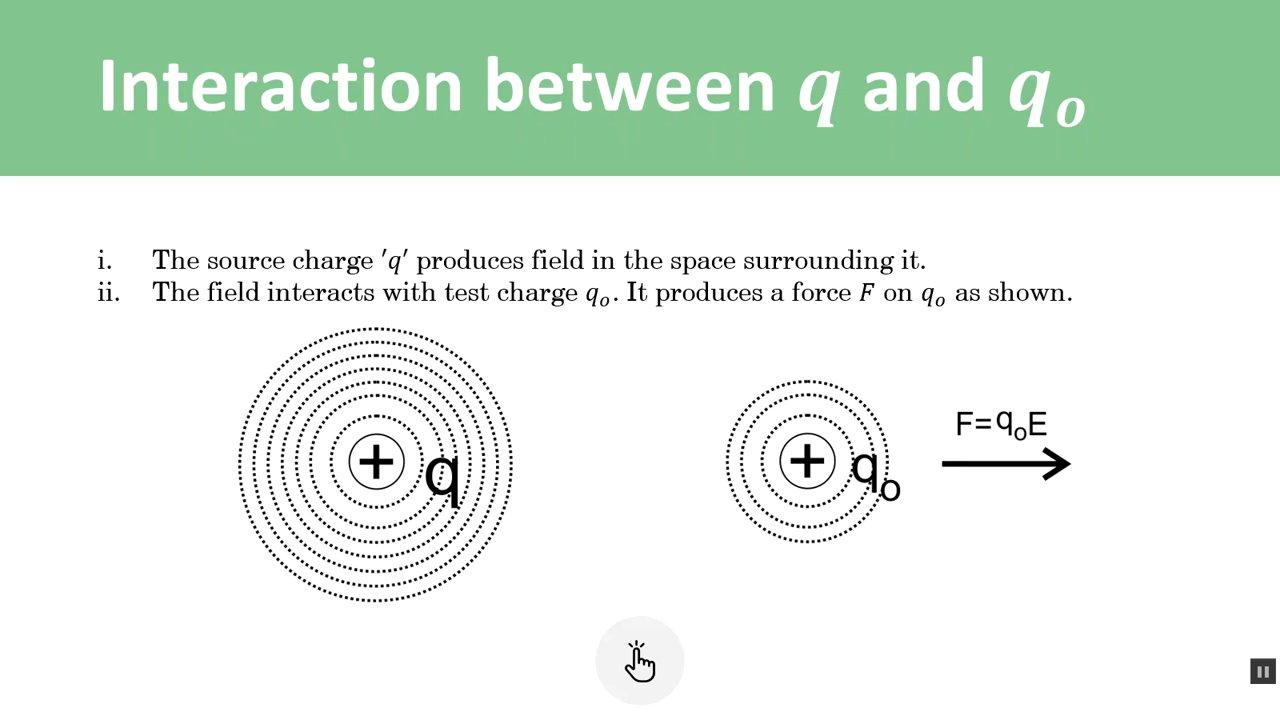 Interaction between q and qₒ
i. The source charge ′q′ produces field in the space surrounding it.
ii. The field interacts with test charge qₒ. It produces a force F on qₒ as shown.
+ q
+ qₒ
F=qₒE